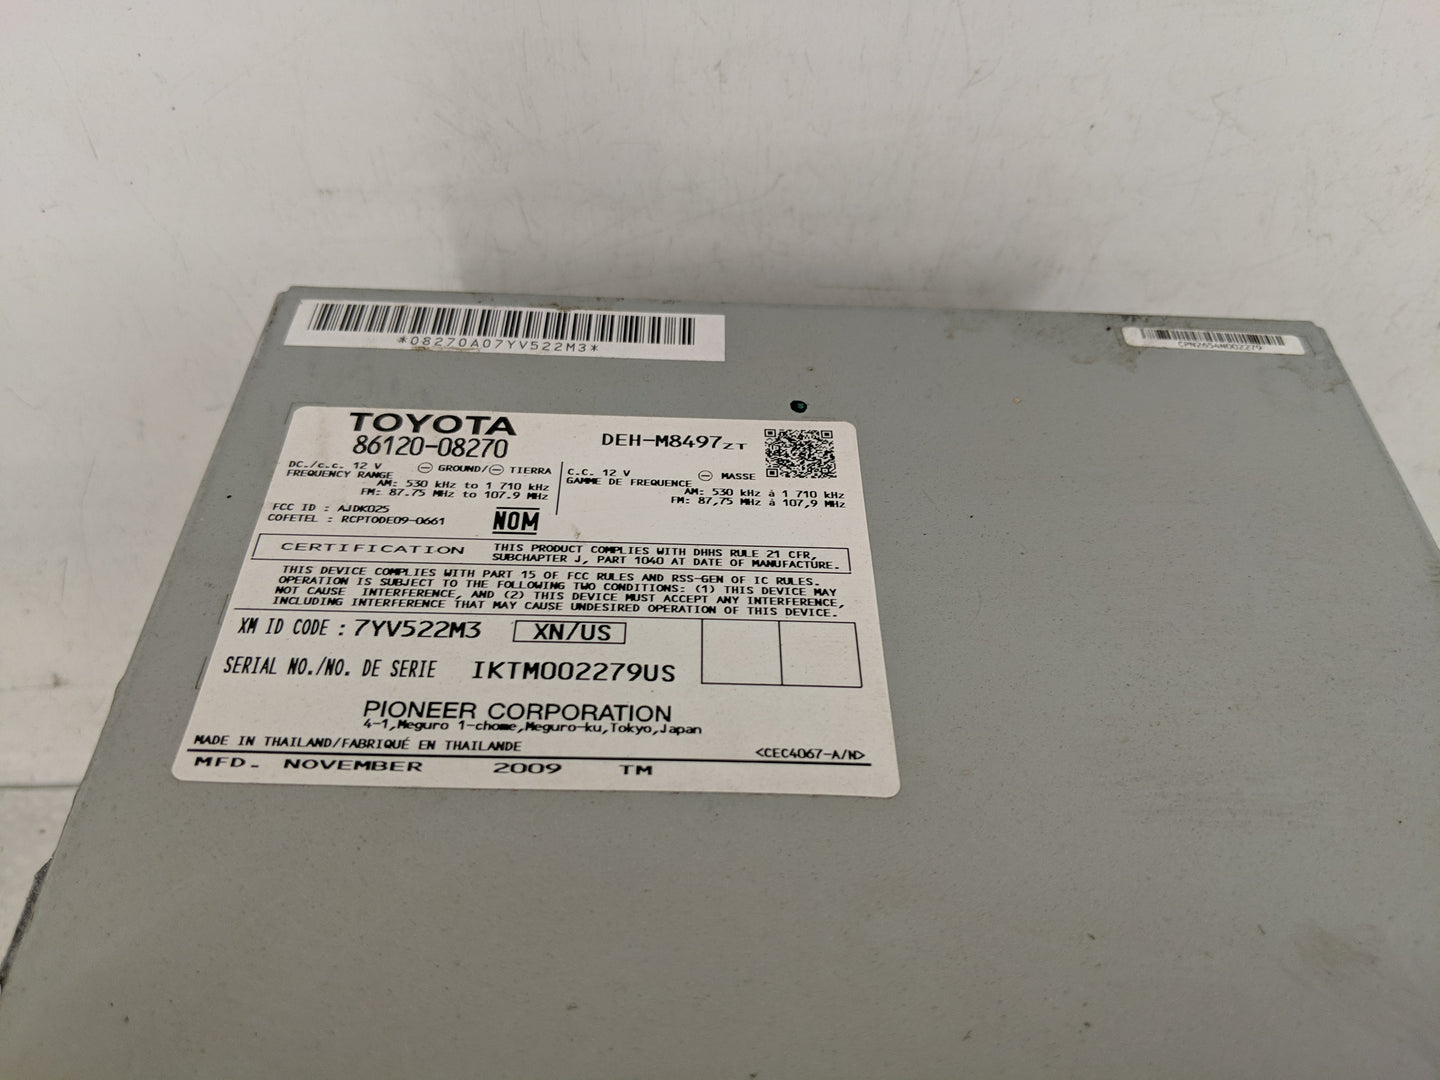 *08270A07YV522M3*
CPN2654N002279
TOYOTA
86120-08270
DEH-M8497ZT
DC./c.c. 12 V ⊖ GROUND/⊖ TIERRA
FREQUENCY RANGE
AM: 530 kHz to 1 710 kHz
FM: 87.75 MHz to 107.9 MHz
C.C. 12 V ⊖ MASSE
GAMME DE FREQUENCE
AM: 530 kHz à 1 710 kHz
FM: 87,75 MHz à 107,9 MHz
FCC ID : AJDK025
COFETEL : RCPTODE09-0661
NOM
CERTIFICATION
THIS PRODUCT COMPLIES WITH DHHS RULE 21 CFR,
SUBCHAPTER J, PART 1040 AT DATE OF MANUFACTURE.
THIS DEVICE COMPLIES WITH PART 15 OF FCC RULES AND RSS-GEN OF IC RULES.
OPERATION IS SUBJECT TO THE FOLLOWING TWO CONDITIONS: (1) THIS DEVICE MAY
NOT CAUSE INTERFERENCE, AND (2) THIS DEVICE MUST ACCEPT ANY INTERFERENCE,
INCLUDING INTERFERENCE THAT MAY CAUSE UNDESIRED OPERATION OF THIS DEVICE.
XM ID CODE : 7YV522M3 XN/US
SERIAL NO./NO. DE SERIE IKTM002279US
PIONEER CORPORATION
4-1,Meguro 1-chome,Meguro-ku,Tokyo,Japan
MADE IN THAILAND/FABRIQUÉ EN THAILANDE
<CEC4067-A/N>
MFD- NOVEMBER 2009 TM